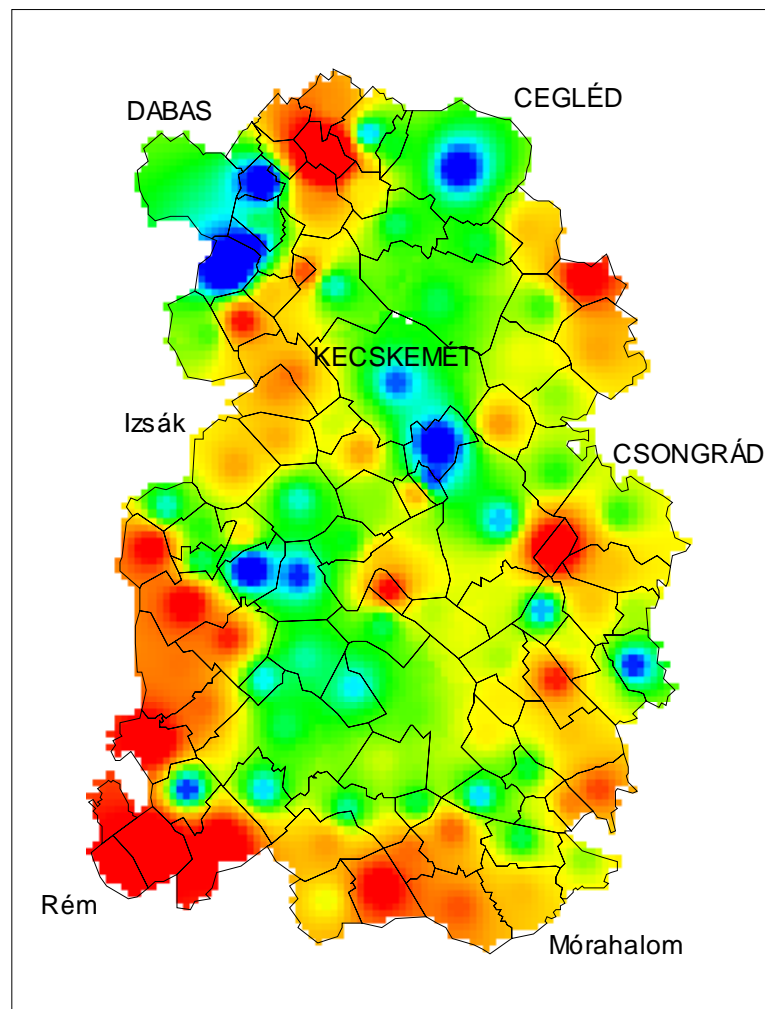 DABAS
CEGLÉD
KECSKEMÉT
Izsák
CSONGRÁD
Rém
Mórahalom